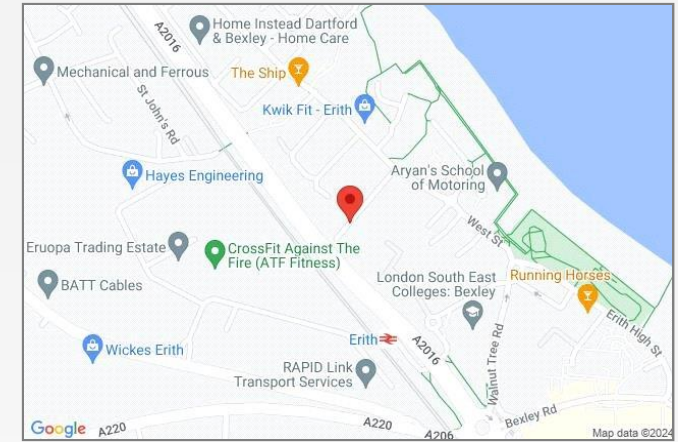 Home Instead Dartford
& Bexley - Home Care
A2016
Mechanical and Ferrous
The Ship
St John's Rd
Kwik Fit - Erith
Hayes Engineering
Aryan's School
of Motoring
West St
Eruopa Trading Estate
CrossFit Against The
Fire (ATF Fitness)
BATT Cables
London South East
Colleges: Bexley
Running Horses
Erith High St
Wickes Erith
Erith
A2016
Walnut Tree Rd
RAPID Link
Transport Services
Bexley Rd
Google
A220
A220
A206
Map data ©2024